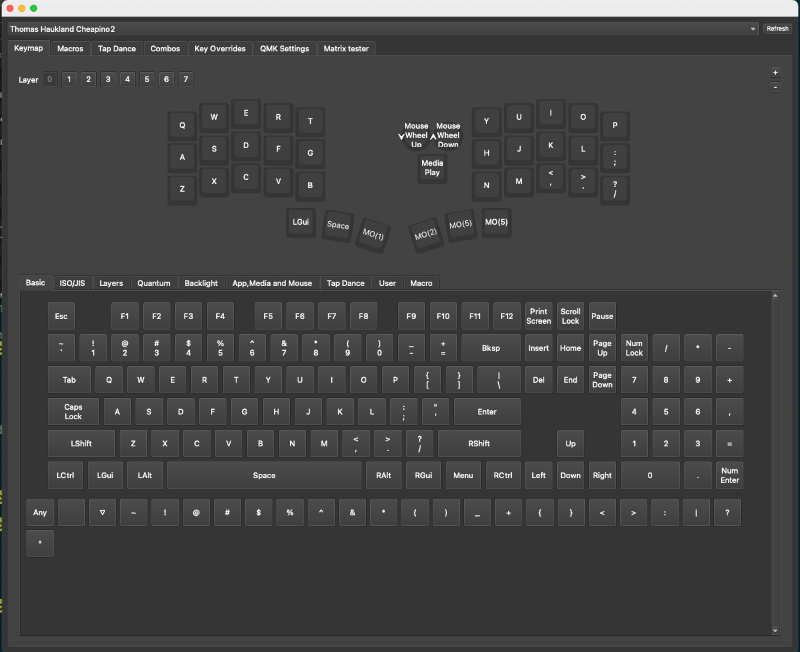 Thomas Haukland Cheapino2
Refresh
Keymap Macros Tap Dance Combos Key Overrides QMK Settings Matrix tester
Layer 0 1 2 3 4 5 6 7
+
-
Q W E R T
A S D F G
Z X C V B
Mouse Wheel Up
Mouse Wheel Down
Media Play
Y U I O P
H J K L : ;
N M < , > . ? /
LGui Space MO(1) MO(2) MO(5) MO(5)
Basic ISO/JIS Layers Quantum Backlight App,Media and Mouse Tap Dance User Macro
Esc F1 F2 F3 F4 F5 F6 F7 F8 F9 F10 F11 F12 Print Screen Scroll Lock Pause
~ ` ! 1 @ 2 # 3 $ 4 % 5 ^ 6 & 7 * 8 ( 9 ) 0 _ - + = Bksp Insert Home Page Up Num Lock / * -
Tab Q W E R T Y U I O P { [ } ] | \ Del End Page Down 7 8 9 +
Caps Lock A S D F G H J K L : ; " ' Enter 4 5 6 ,
LShift Z X C V B N M < , > . ? / RShift Up 1 2 3 =
LCtrl LGui LAlt Space RAlt RGui Menu RCtrl Left Down Right 0 . Num Enter
Any ▽ ~ ! @ # $ % ^ & * ( ) _ + { } < > : | ?
"